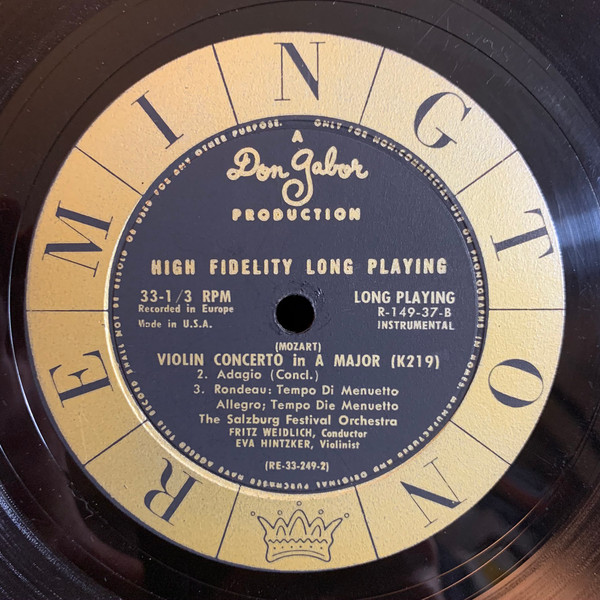 REMINGTON
ONLY FOR NON-COMMERCIAL USE ON PHONOGRAPHS IN HOMES. MANUFACTURERS AND ORIGINAL PURCHASERS HAVE AGREED THIS RECORD SHALL NOT BE RESOLD OR USED FOR ANY OTHER PURPOSE.
A
Don Gabor
PRODUCTION
HIGH FIDELITY LONG PLAYING
33-1/3 RPM
Recorded in Europe
Made in U.S.A.
LONG PLAYING
R-149-37-B
INSTRUMENTAL
(MOZART)
VIOLIN CONCERTO in A MAJOR (K219)
2. Adagio (Concl.)
3. Rondeau: Tempo Di Menuetto
Allegro; Tempo Die Menuetto
The Salzburg Festival Orchestra
FRITZ WEIDLICH, Conductor
EVA HINTZKER, Violinist
(RE-33-249-2)